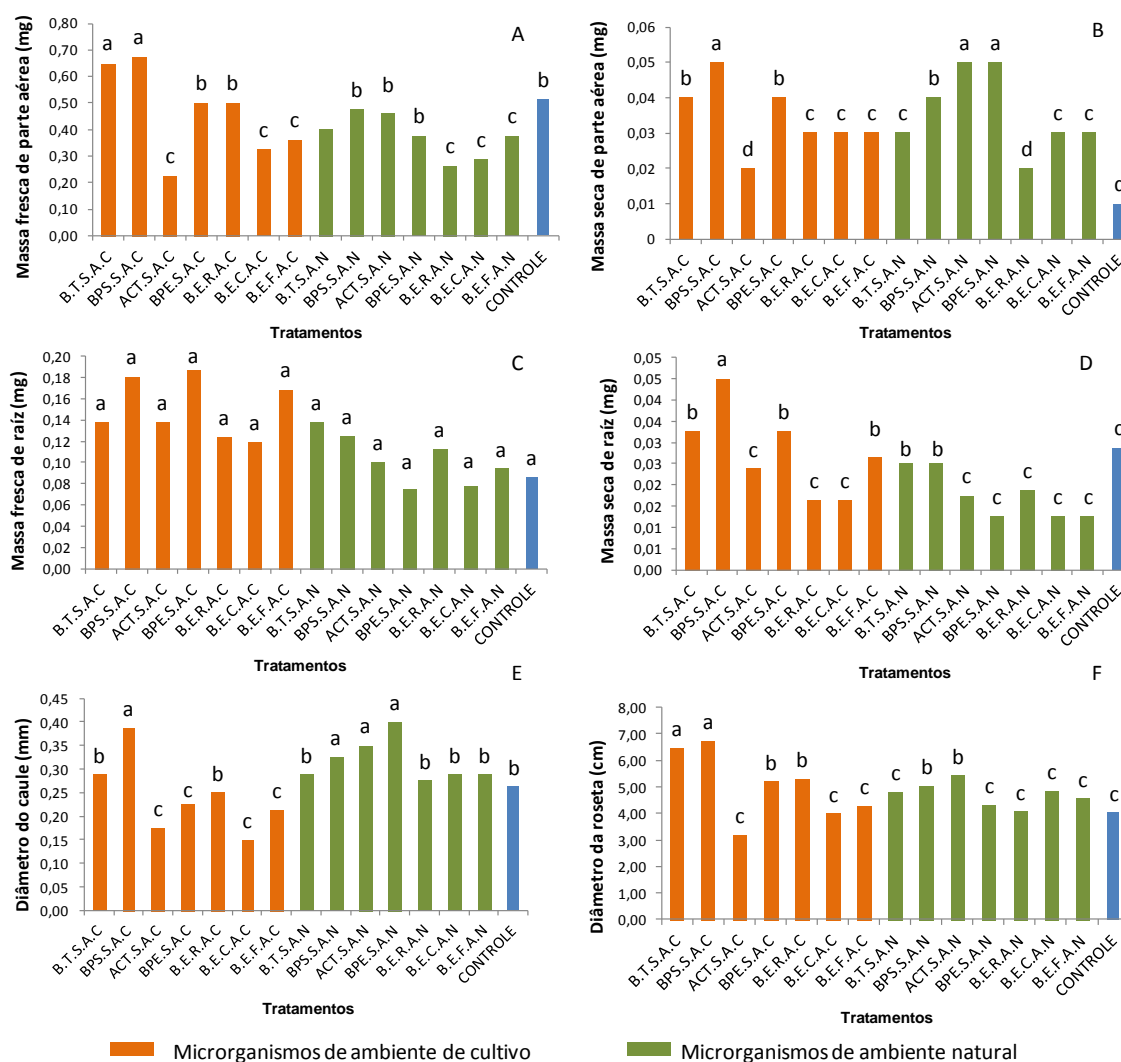 Massa fresca de parte aérea (mg)
0,80
0,70
0,60
0,50
0,40
0,30
0,20
0,10
0,00
A
a a c b b c c b b b c c c b
B.T.S.A.C
BPS.S.A.C
ACT.S.A.C
BPE.S.A.C
B.E.R.A.C
B.E.C.A.C
B.E.F.A.C
B.T.S.A.N
BPS.S.A.N
ACT.S.A.N
BPE.S.A.N
B.E.R.A.N
B.E.C.A.N
B.E.F.A.N
CONTROLE
Tratamentos
Massa seca de parte aérea (mg)
0,06
0,05
0,04
0,03
0,02
0,01
0
B
b a d b c c c c b a a d c c d
B.T.S.A.C
BPS.S.A.C
ACT.S.A.C
BPE.S.A.C
B.E.R.A.C
B.E.C.A.C
B.E.F.A.C
B.T.S.A.N
BPS.S.A.N
ACT.S.A.N
BPE.S.A.N
B.E.R.A.N
B.E.C.A.N
B.E.F.A.N
CONTROLE
Tratamentos
Massa fresca de raíz (mg)
0,20
0,18
0,16
0,14
0,12
0,10
0,08
0,06
0,04
0,02
0,00
C
a a a a a a a a a a a a a a a
B.T.S.A.C
BPS.S.A.C
ACT.S.A.C
BPE.S.A.C
B.E.R.A.C
B.E.C.A.C
B.E.F.A.C
B.T.S.A.N
BPS.S.A.N
ACT.S.A.N
BPE.S.A.N
B.E.R.A.N
B.E.C.A.N
B.E.F.A.N
CONTROLE
Tratamentos
Massa seca de raíz (mg)
0,05
0,05
0,04
0,04
0,03
0,03
0,02
0,02
0,01
0,01
0,00
D
b a c b c c b b b c c c c c c
B.T.S.A.C
BPS.S.A.C
ACT.S.A.C
BPE.S.A.C
B.E.R.A.C
B.E.C.A.C
B.E.F.A.C
B.T.S.A.N
BPS.S.A.N
ACT.S.A.N
BPE.S.A.N
B.E.R.A.N
B.E.C.A.N
B.E.F.A.N
CONTROLE
Tratamentos
Diâmetro do caule (mm)
0,45
0,40
0,35
0,30
0,25
0,20
0,15
0,10
0,05
0,00
E
b a c c b c c b a a a b b b b
B.T.S.A.C
BPS.S.A.C
ACT.S.A.C
BPE.S.A.C
B.E.R.A.C
B.E.C.A.C
B.E.F.A.C
B.T.S.A.N
BPS.S.A.N
ACT.S.A.N
BPE.S.A.N
B.E.R.A.N
B.E.C.A.N
B.E.F.A.N
CONTROLE
Tratamentos
Diâmetro da roseta (cm)
8,00
7,00
6,00
5,00
4,00
3,00
2,00
1,00
0,00
F
a a c b b c c c b b c c c c c
B.T.S.A.C
BPS.S.A.C
ACT.S.A.C
BPE.S.A.C
B.E.R.A.C
B.E.C.A.C
B.E.F.A.C
B.T.S.A.N
BPS.S.A.N
ACT.S.A.N
BPE.S.A.N
B.E.R.A.N
B.E.C.A.N
B.E.F.A.N
CONTROLE
Tratamentos
Microrganismos de ambiente de cultivo
Microrganismos de ambiente natural